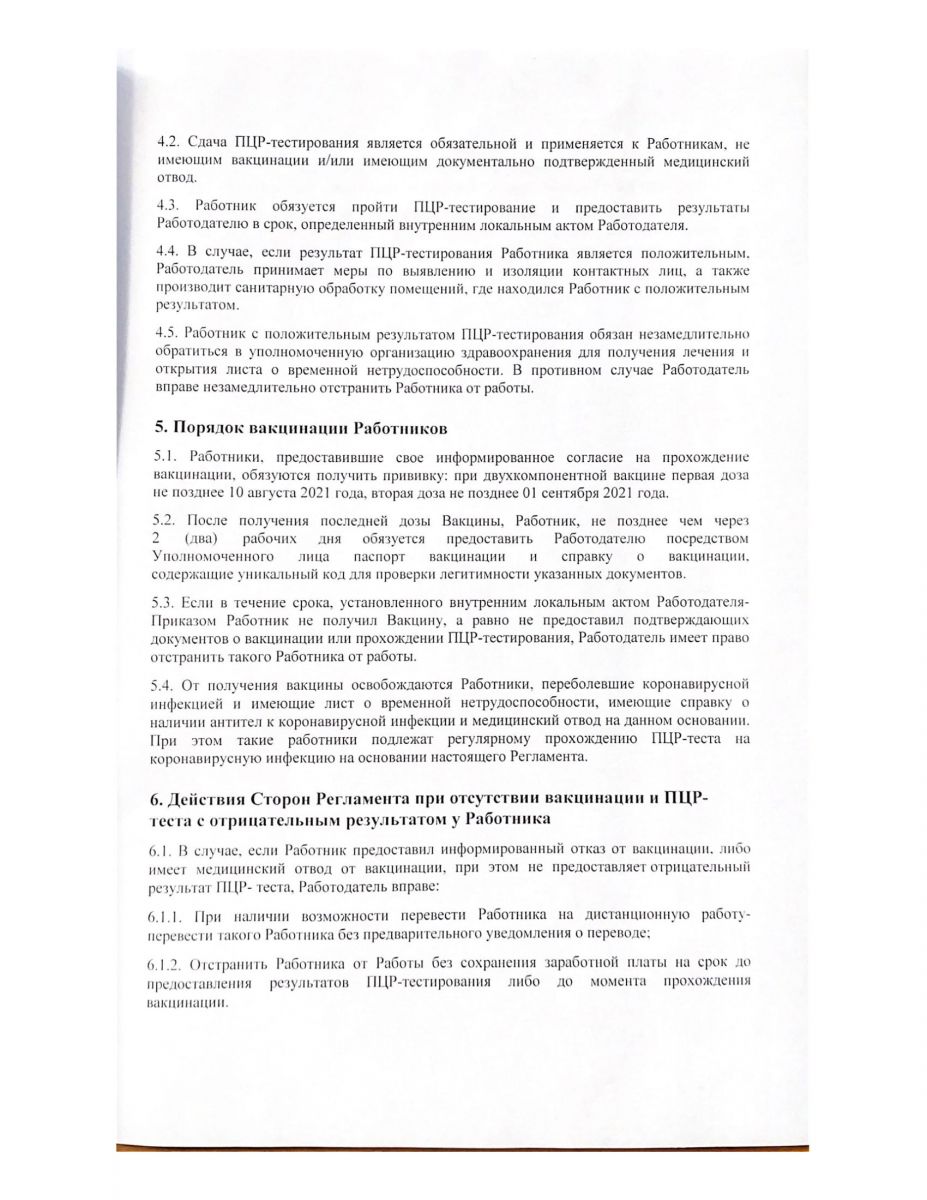 4.2. Сдача ПЦР-тестирования является обязательной и применяется к Работникам, не
имеющим вакцинации и/или имеющим документально подтвержденный медицинский
отвод.
4.3. Работник обязуется пройти ПЦР-тестирование и предоставить результаты
Работодателю в срок, определенный внутренним локальным актом Работодателя.
4.4. В случае, если результат ПЦР-тестирования Работника является положительным,
Работодатель принимает меры по выявлению и изоляции контактных лиц, а также
производит санитарную обработку помещений, где находился Работник с положительным
результатом.
4.5. Работник с положительным результатом ПЦР-тестирования обязан незамедлительно
обратиться в уполномоченную организацию здравоохранения для получения лечения и
открытия листа о временной нетрудоспособности. В противном случае Работодатель
вправе незамедлительно отстранить Работника от работы.
5. Порядок вакцинации Работников
5.1. Работники, предоставившие свое информированное согласие на прохождение
вакцинации, обязуются получить прививку: при двухкомпонентной вакцине первая доза
не позднее 10 августа 2021 года, вторая доза не позднее 01 сентября 2021 года.
5.2. После получения последней дозы Вакцины, Работник, не позднее чем через
2 (два) рабочих дня обязуется предоставить Работодателю посредством
Уполномоченного лица паспорт вакцинации и справку о вакцинации,
содержащие уникальный код для проверки легитимности указанных документов.
5.3. Если в течение срока, установленного внутренним локальным актом Работодателя-
Приказом Работник не получил Вакцину, а равно не предоставил подтверждающих
документов о вакцинации или прохождении ПЦР-тестирования, Работодатель имеет право
отстранить такого Работника от работы.
5.4. От получения вакцины освобождаются Работники, переболевшие коронавирусной
инфекцией и имеющие лист о временной нетрудоспособности, имеющие справку о
наличии антител к коронавирусной инфекции и медицинский отвод на данном основании.
При этом такие работники подлежат регулярному прохождению ПЦР-теста на
коронавирусную инфекцию на основании настоящего Регламента.
6. Действия Сторон Регламента при отсутствии вакцинации и ПЦР-
теста с отрицательным результатом у Работника
6.1. В случае, если Работник предоставил информированный отказ от вакцинации, либо
имеет медицинский отвод от вакцинации, при этом не предоставляет отрицательный
результат ПЦР- теста, Работодатель вправе:
6.1.1. При наличии возможности перевести Работника на дистанционную работу-
перевести такого Работника без предварительного уведомления о переводе;
6.1.2. Отстранить Работника от Работы без сохранения заработной платы на срок до
предоставления результатов ПЦР-тестирования либо до момента прохождения
вакцинации.